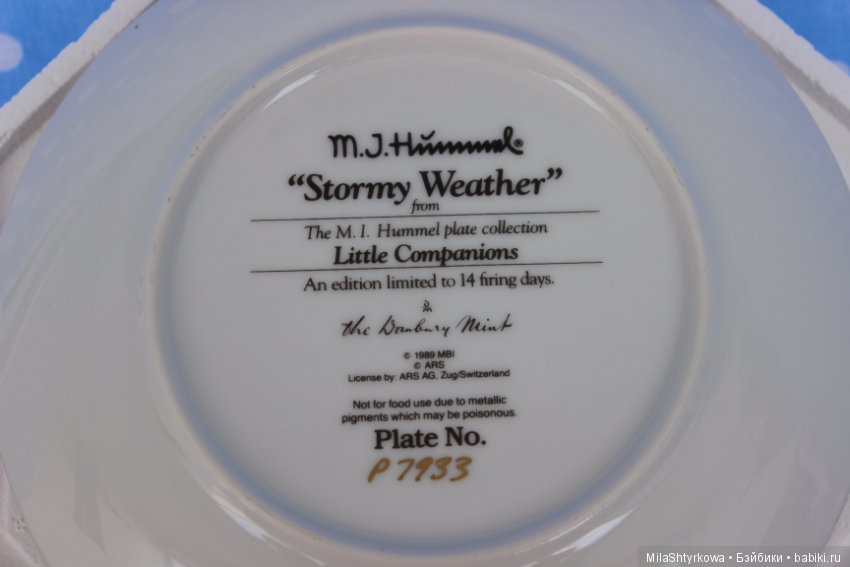 M.J.Hummel®
“Stormy Weather”
from
The M. I. Hummel plate collection
Little Companions
An edition limited to 14 firing days.
the Danbury Mint
© 1989 MBI
© ARS
License by: ARS AG, Zug/Switzerland
Not for food use due to metallic
pigments which may be poisonous.
Plate No.
P7933
MilaShtyrkowa • Бэйбики • babiki.ru